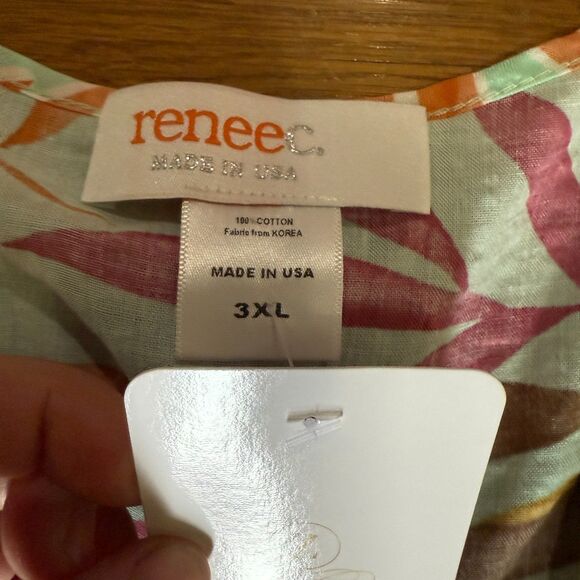 reneec.
MADE IN USA
100% COTTON
Fabric from KOREA
MADE IN USA
3XL